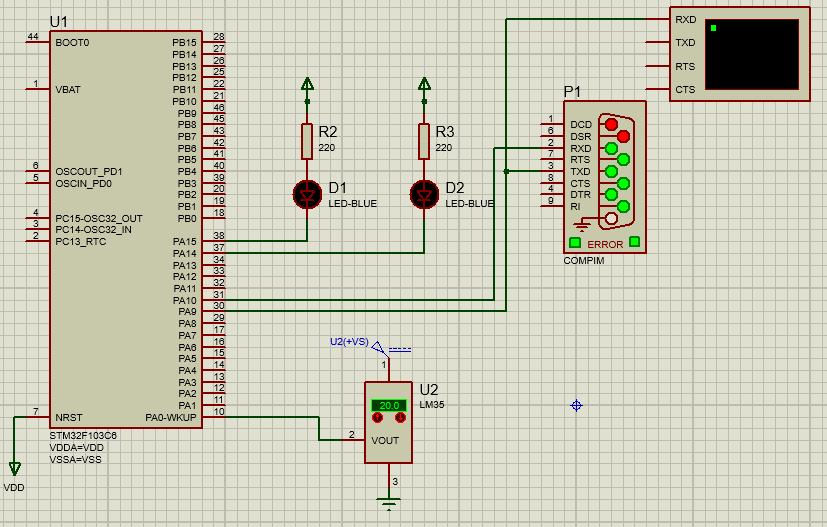 U1
44 BOOT0
1 VBAT
6 OSCOUT_PD1
5 OSCIN_PD0
4 PC15-OSC32_OUT
3 PC14-OSC32_IN
2 PC13_RTC
7 NRST
PB15 28
PB14 27
PB13 26
PB12 25
PB11 22
PB10 21
PB9 46
PB8 45
PB7 43
PB6 42
PB5 41
PB4 40
PB3 39
PB2 20
PB1 19
PB0 18
PA15 38
PA14 37
PA13 34
PA12 33
PA11 32
PA10 31
PA9 30
PA8 29
PA7 17
PA6 16
PA5 15
PA4 14
PA3 13
PA2 12
PA1 11
PA0-WKUP 10
STM32F103C6
VDDA=VDD
VSSA=VSS
VDD
R2
220
D1
LED-BLUE
R3
220
D2
LED-BLUE
P1
1 DCD
6 DSR
2 RXD
7 RTS
3 TXD
8 CTS
4 DTR
9 RI
ERROR
COMPIM
RXD
TXD
RTS
CTS
U2(+VS)
1
U2
LM35
20.0
2 VOUT
3